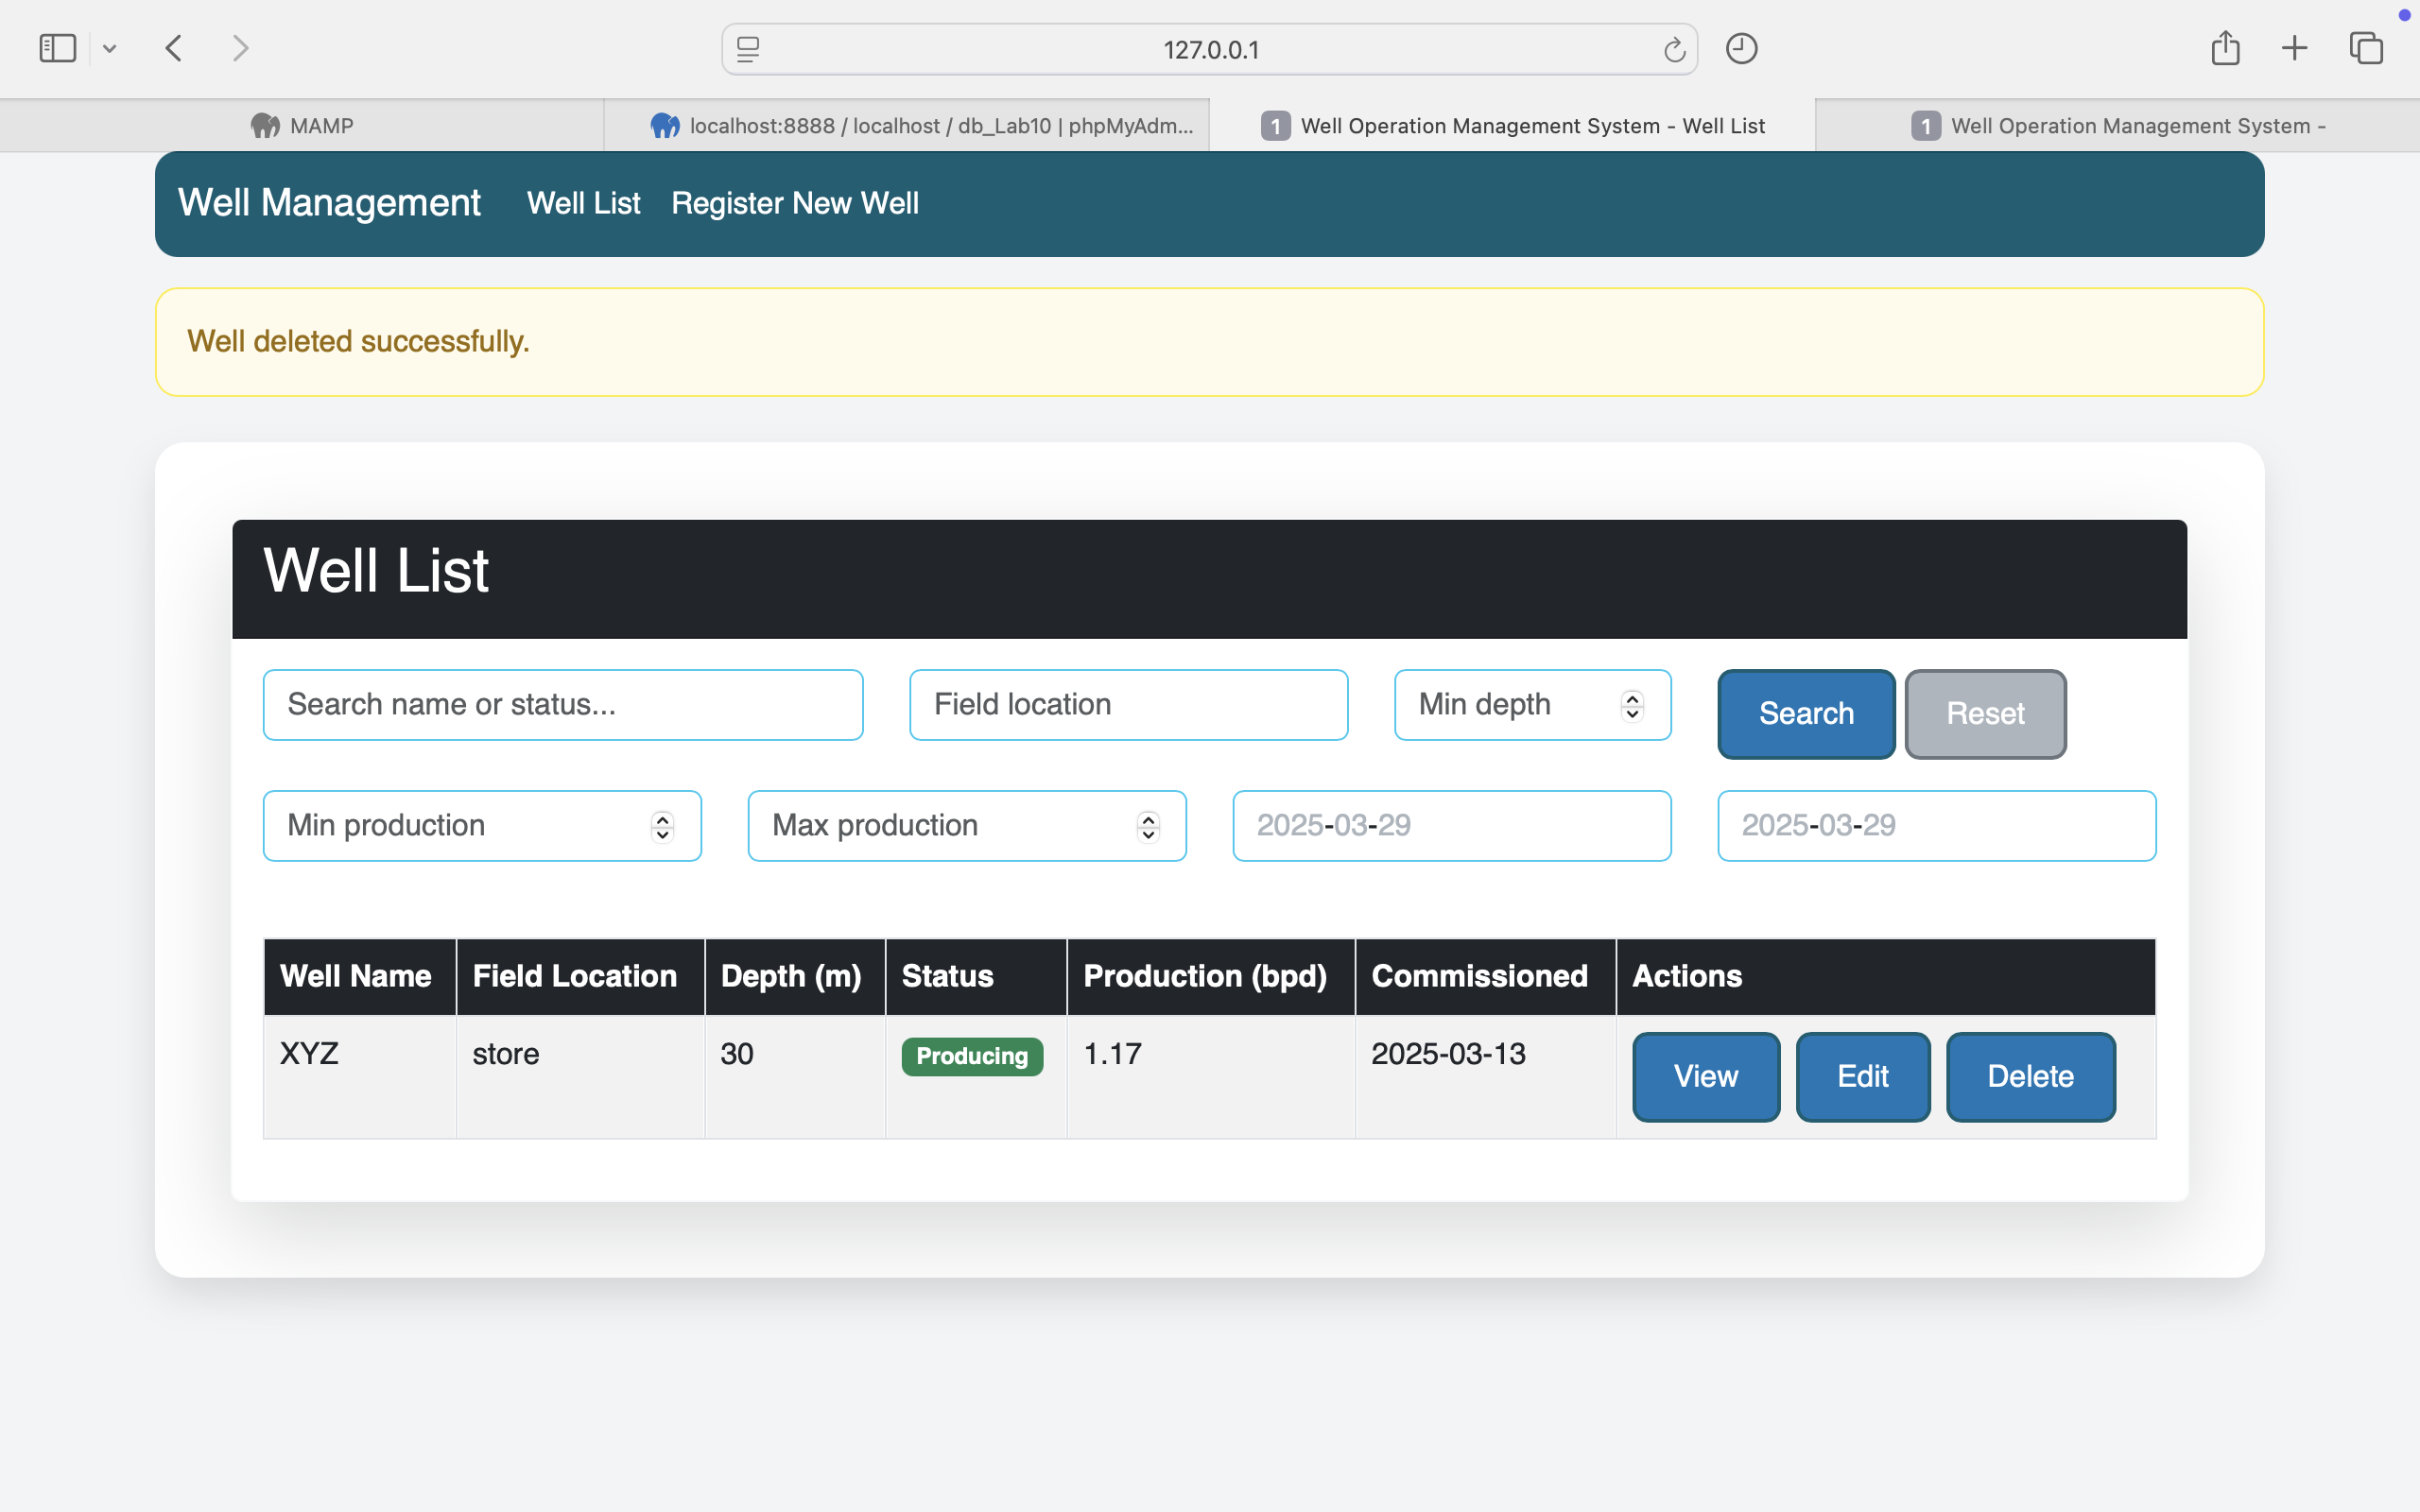 127.0.0.1
MAMP
localhost:8888 / localhost / db_Lab10 | phpMyAdm...
1 Well Operation Management System - Well List
1 Well Operation Management System -
Well Management Well List Register New Well
Well deleted successfully.
Well List
Search name or status... Field location Min depth Search Reset
Min production Max production 2025-03-29 2025-03-29
Well Name Field Location Depth (m) Status Production (bpd) Commissioned Actions
XYZ store 30 Producing 1.17 2025-03-13 View Edit Delete